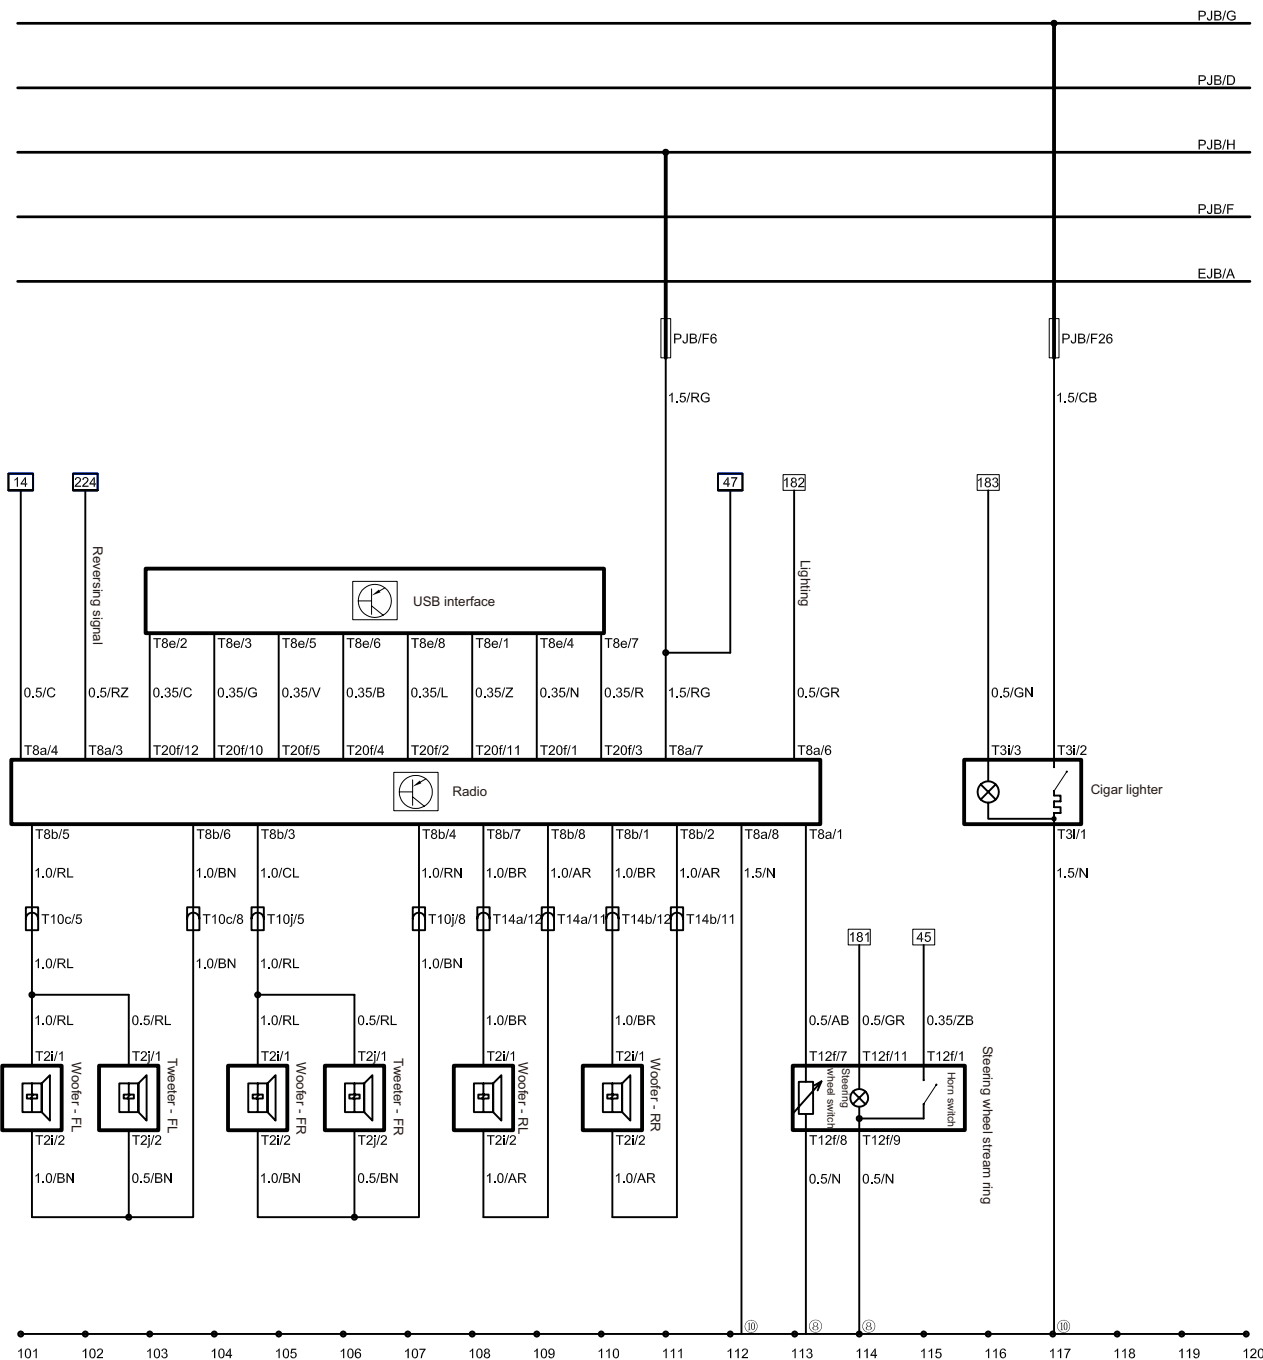 PJB/G
PJB/D
PJB/H
PJB/F
EJB/A
PJB/F6
PJB/F26
1.5/RG
1.5/CB
14
224
47
182
183
Reversing signal
Lighting
USB interface
T8e/2 T8e/3 T8e/5 T8e/6 T8e/8 T8e/1 T8e/4 T8e/7
0.5/C 0.5/RZ 0.35/C 0.35/G 0.35/V 0.35/B 0.35/L 0.35/Z 0.35/N 0.35/R 1.5/RG 0.5/GR 0.5/GN
T8a/4 T8a/3 T20f/12 T20f/10 T20f/5 T20f/4 T20f/2 T20f/11 T20f/1 T20f/3 T8a/7 T8a/6 T3i/3 T3i/2
Radio
Cigar lighter
T8b/5 T8b/6 T8b/3 T8b/4 T8b/7 T8b/8 T8b/1 T8b/2 T8a/8 T8a/1 T3l/1
1.0/RL 1.0/BN 1.0/CL 1.0/RN 1.0/BR 1.0/AR 1.0/BR 1.0/AR 1.5/N 1.5/N
T10c/5 T10c/8 T10j/5 T10j/8 T14a/12 T14a/11 T14b/12 T14b/11
181
45
1.0/RL 1.0/BN 1.0/RL 1.0/BN
1.0/RL 0.5/RL 1.0/RL 0.5/RL 1.0/BR 1.0/BR 0.5/AB 0.5/GR 0.35/ZB
T2i/1 T2j/1 T2i/1 T2j/1 T2i/1 T2i/1 T12f/7 T12f/11 T12f/1
Woofer - FL
Tweeter - FL
Woofer - FR
Tweeter - FR
Woofer - RL
Woofer - RR
Steering
wheel switch
Horn switch
Steering wheel stream ring
T2i/2 T2j/2 T2i/2 T2j/2 T2i/2 T2i/2 T12f/8 T12f/9
1.0/BN 0.5/BN 1.0/BN 0.5/BN 1.0/AR 1.0/AR 0.5/N 0.5/N
⑩ ⑧ ⑧ ⑩
101 102 103 104 105 106 107 108 109 110 111 112 113 114 115 116 117 118 119 120